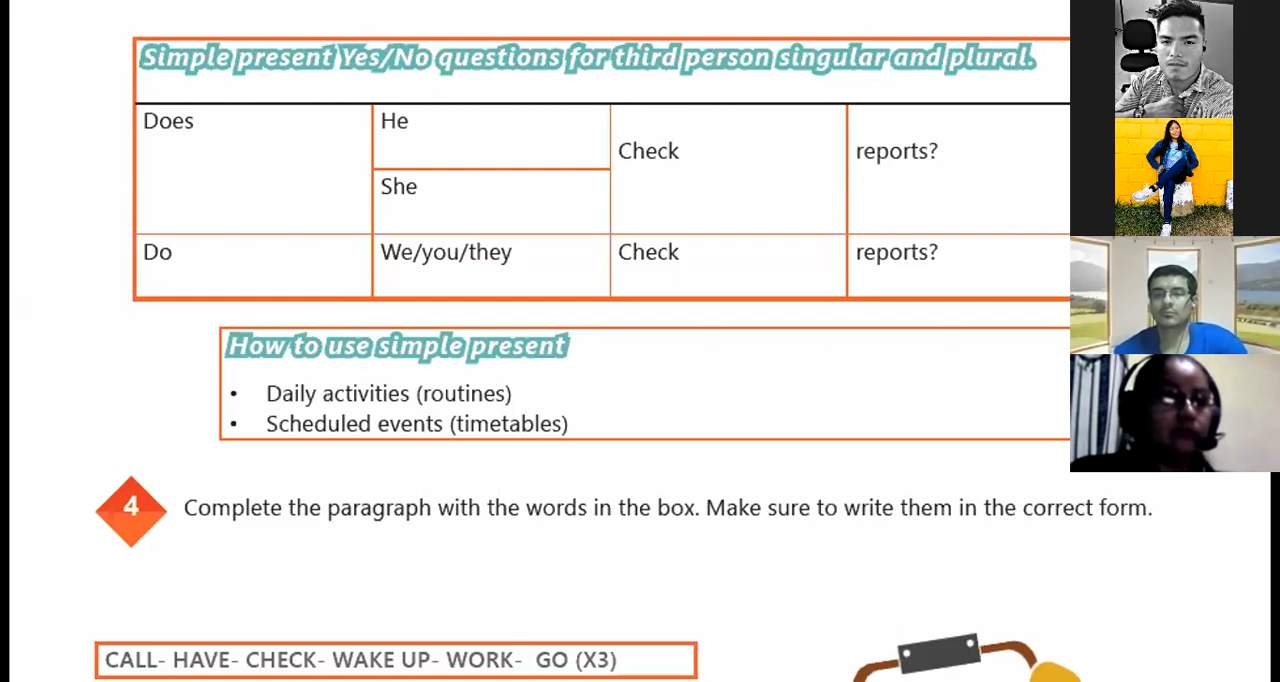 Simple present Yes/No questions for third person singular and plural.
Does
He
Check
reports?
She
Do
We/you/they
Check
reports?
How to use simple present
• Daily activities (routines)
• Scheduled events (timetables)
4
Complete the paragraph with the words in the box. Make sure to write them in the correct form.
CALL- HAVE- CHECK- WAKE UP- WORK- GO (X3)